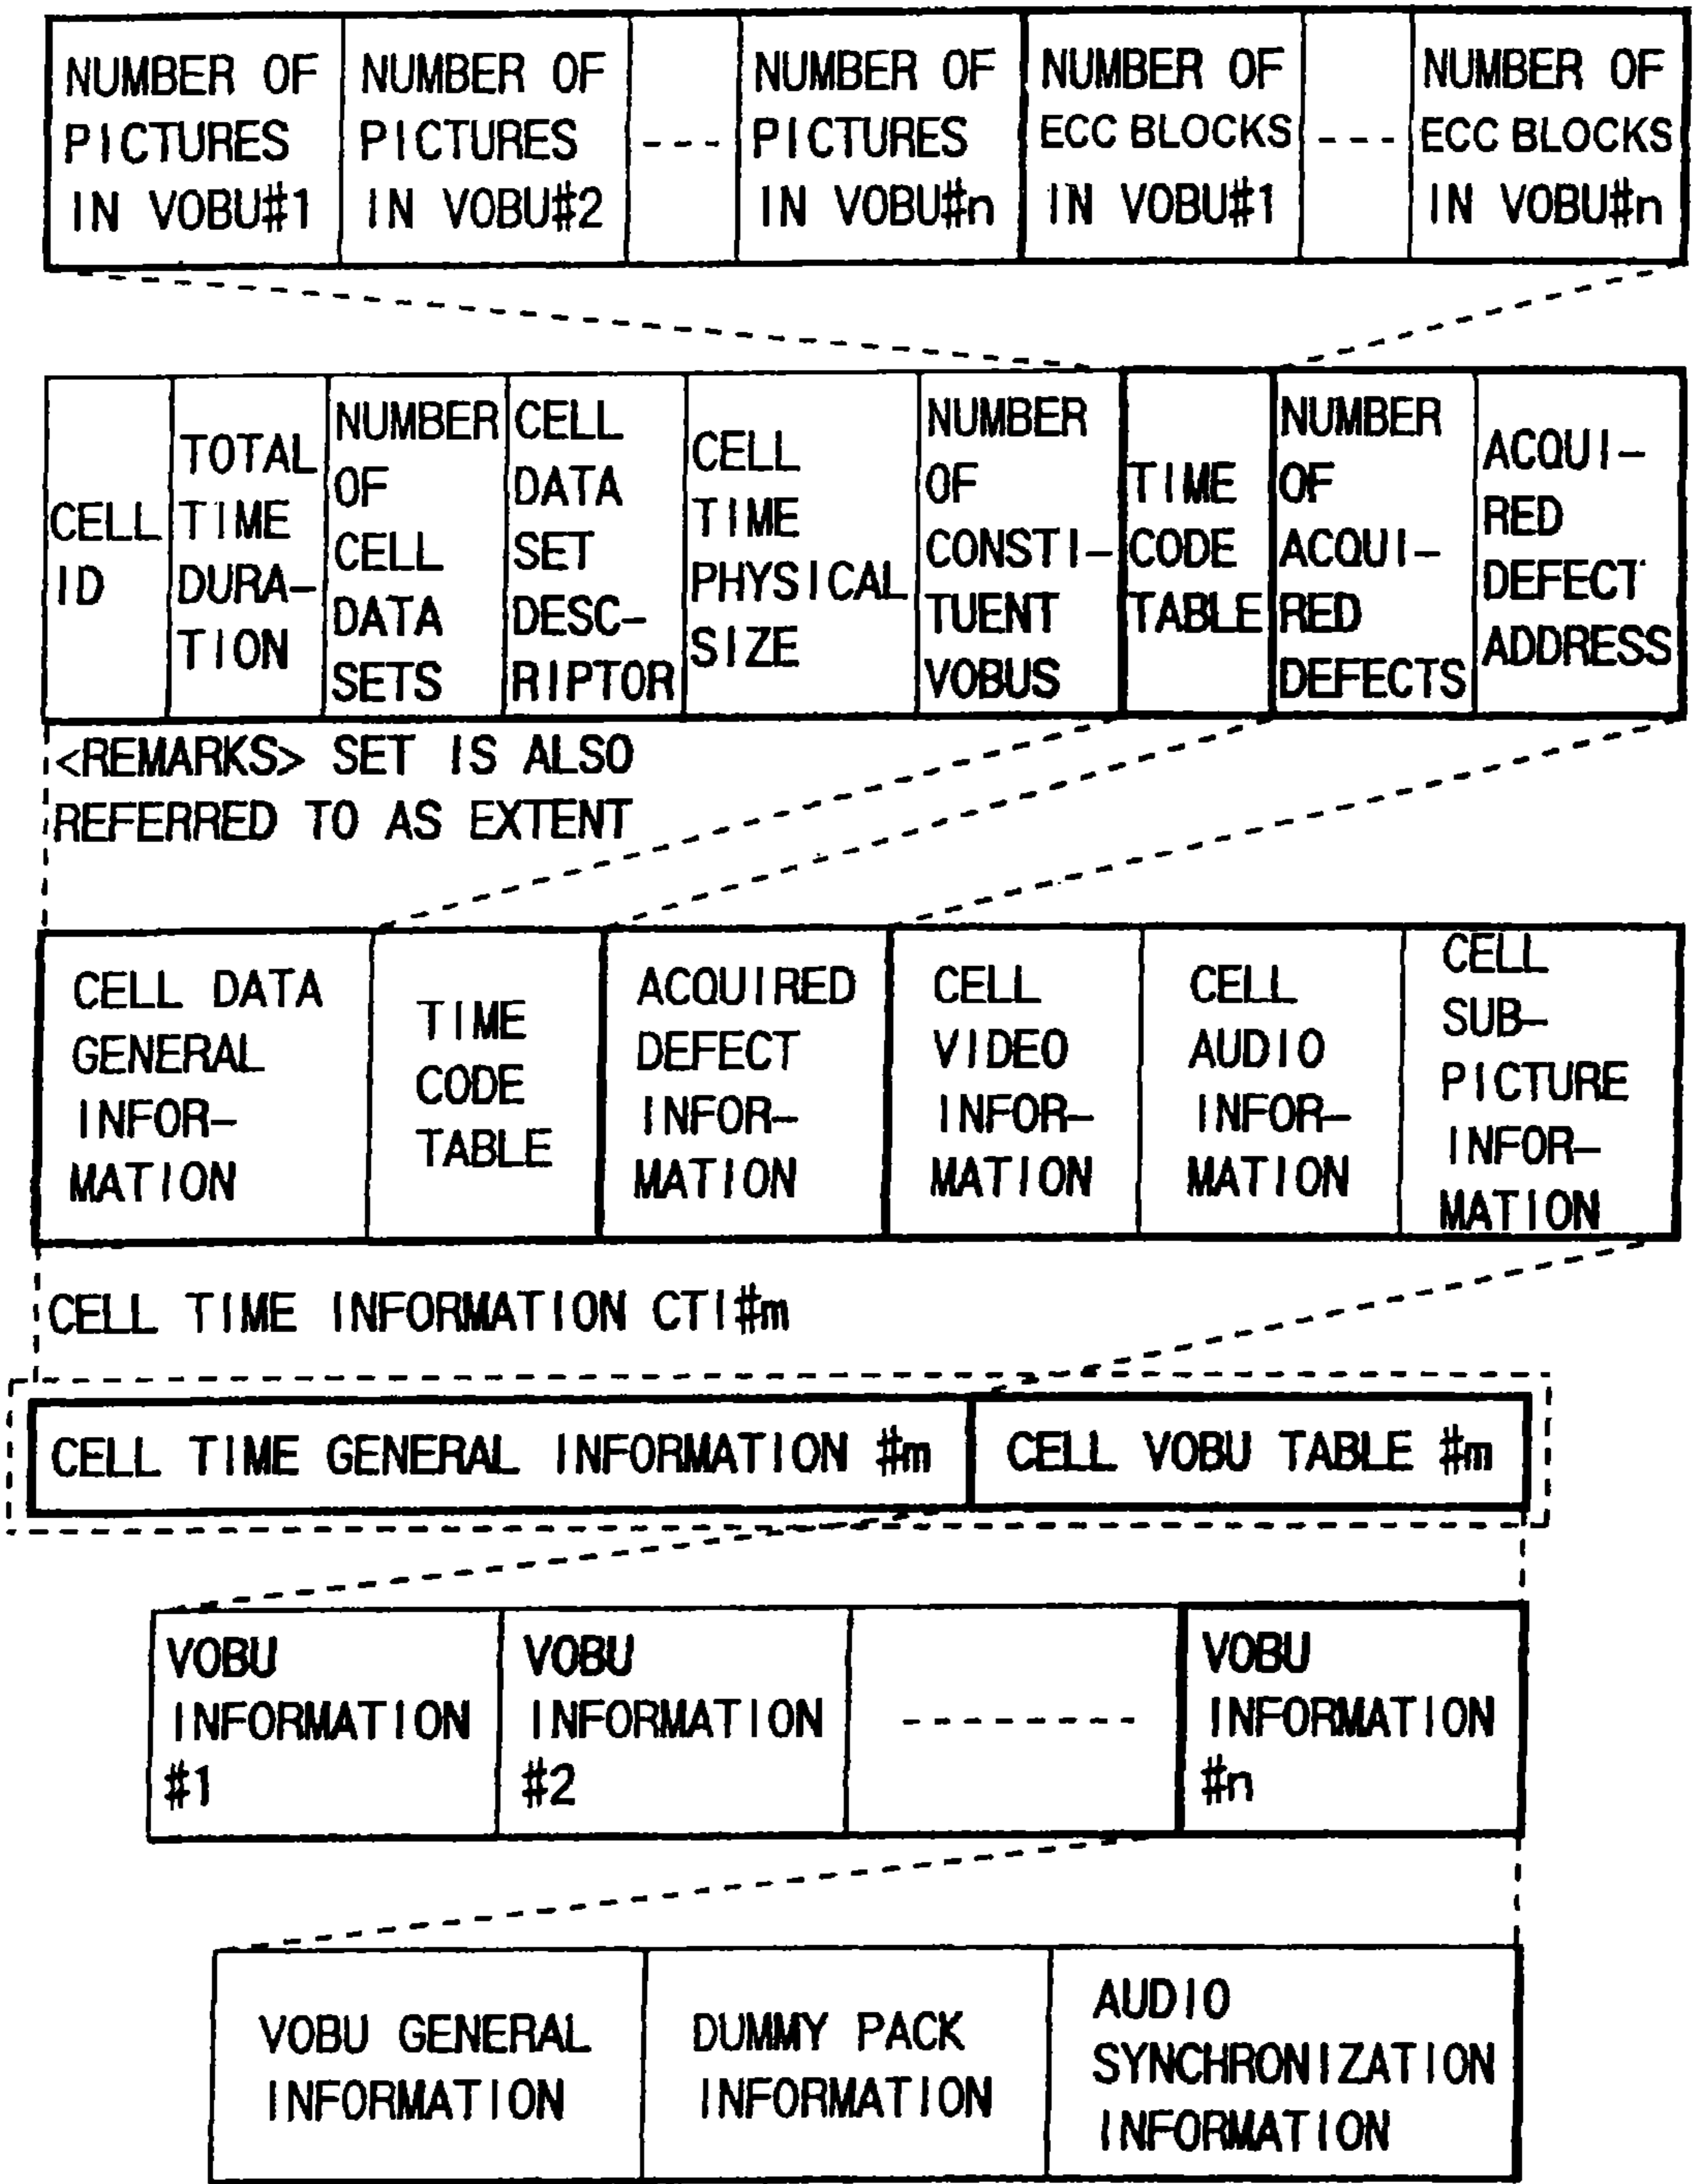 NUMBER OF
PICTURES
IN VOBU#1
NUMBER OF
PICTURES
IN VOBU#2
----
NUMBER OF
PICTURES
IN VOBU#n
NUMBER OF
ECC BLOCKS
IN VOBU#1
---
NUMBER OF
ECC BLOCKS
IN VOBU#n
CELL
ID
TOTAL
TIME
DURA-
TION
NUMBER
OF
CELL
DATA
SETS
CELL
DATA
SET
DESC-
RIPTOR
CELL
TIME
PHYSICAL
SIZE
NUMBER
OF
CONSTI-
TUENT
VOBUS
TIME
CODE
TABLE
NUMBER
OF
ACQUI-
RED
DEFECTS
ACQUI-
RED
DEFECT
ADDRESS
<REMARKS> SET IS ALSO
REFERRED TO AS EXTENT
CELL DATA
GENERAL
INFOR-
MATION
TIME
CODE
TABLE
ACQUIRED
DEFECT
INFOR-
MATION
CELL
VIDEO
INFOR-
MATION
CELL
AUDIO
INFOR-
MATION
CELL
SUB-
PICTURE
INFOR-
MATION
CELL TIME INFORMATION CTI#m
CELL TIME GENERAL INFORMATION #m
CELL VOBU TABLE #m
VOBU
INFORMATION
#1
VOBU
INFORMATION
#2
--------
VOBU
INFORMATION
#n
VOBU GENERAL
INFORMATION
DUMMY PACK
INFORMATION
AUDIO
SYNCHRONIZATION
INFORMATION